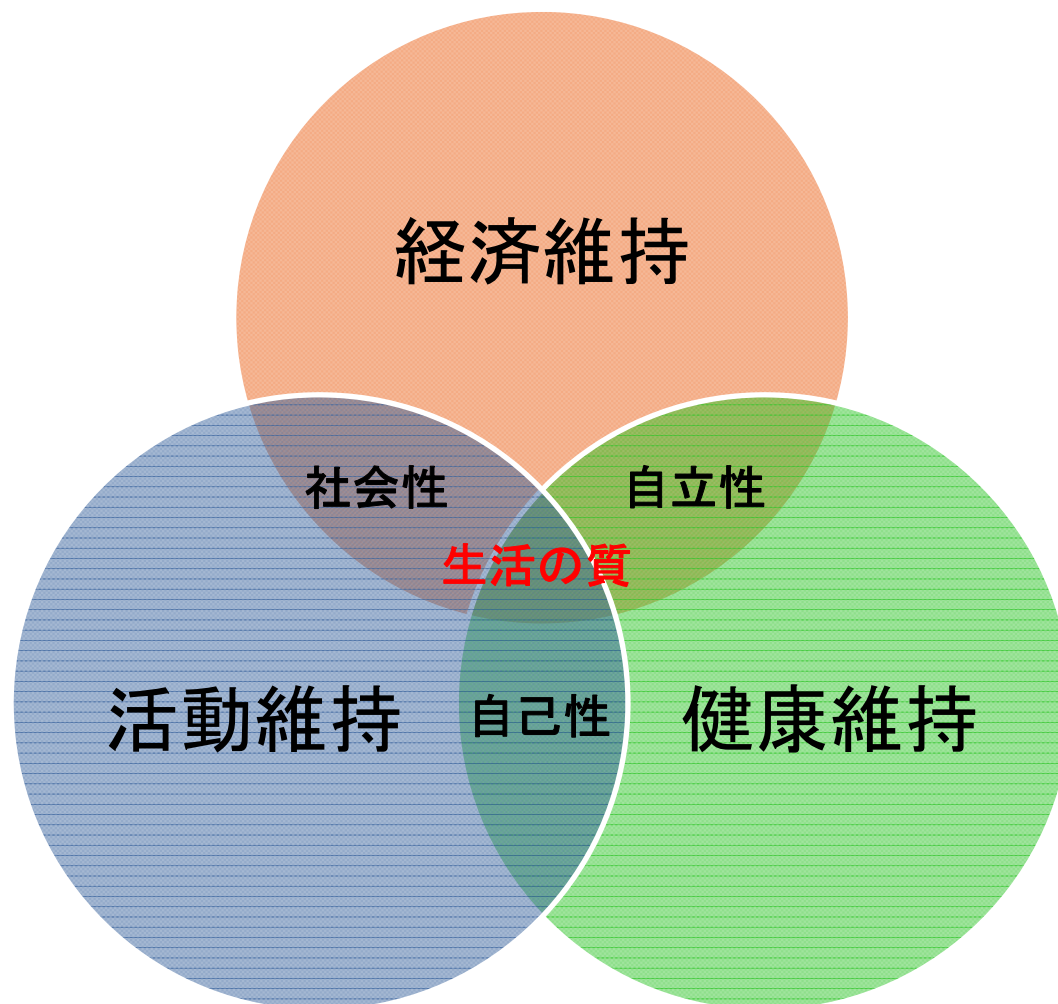 経済維持
社会性
自立性
生活の質
活動維持
自己性
健康維持